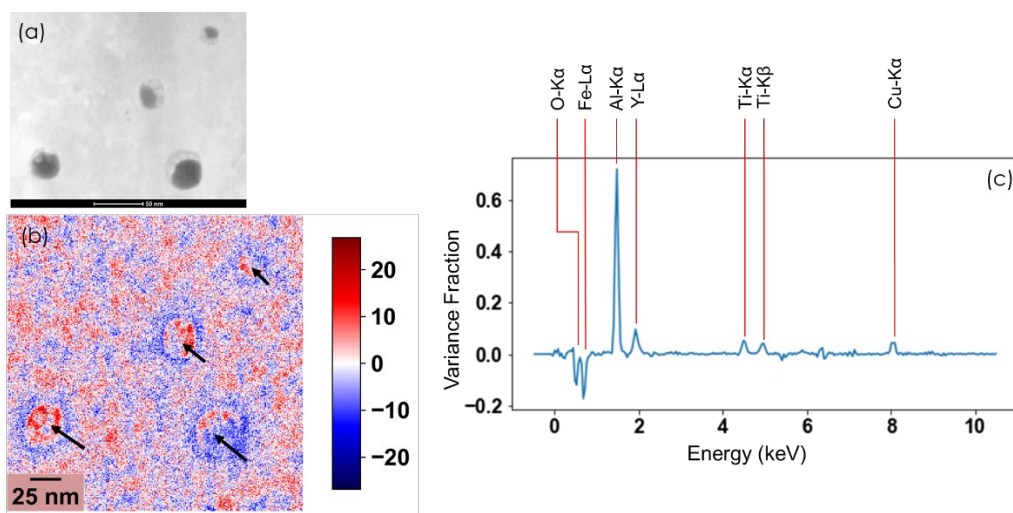 (a)
50 nm
(b)
25 nm
20
10
0
−10
−20
O-Kα
Fe-Lα
Al-Kα
Y-Lα
Ti-Kα
Ti-Kβ
Cu-Kα
(c)
Variance Fraction
0.6
0.4
0.2
0.0
−0.2
0
2
4
6
8
10
Energy (keV)